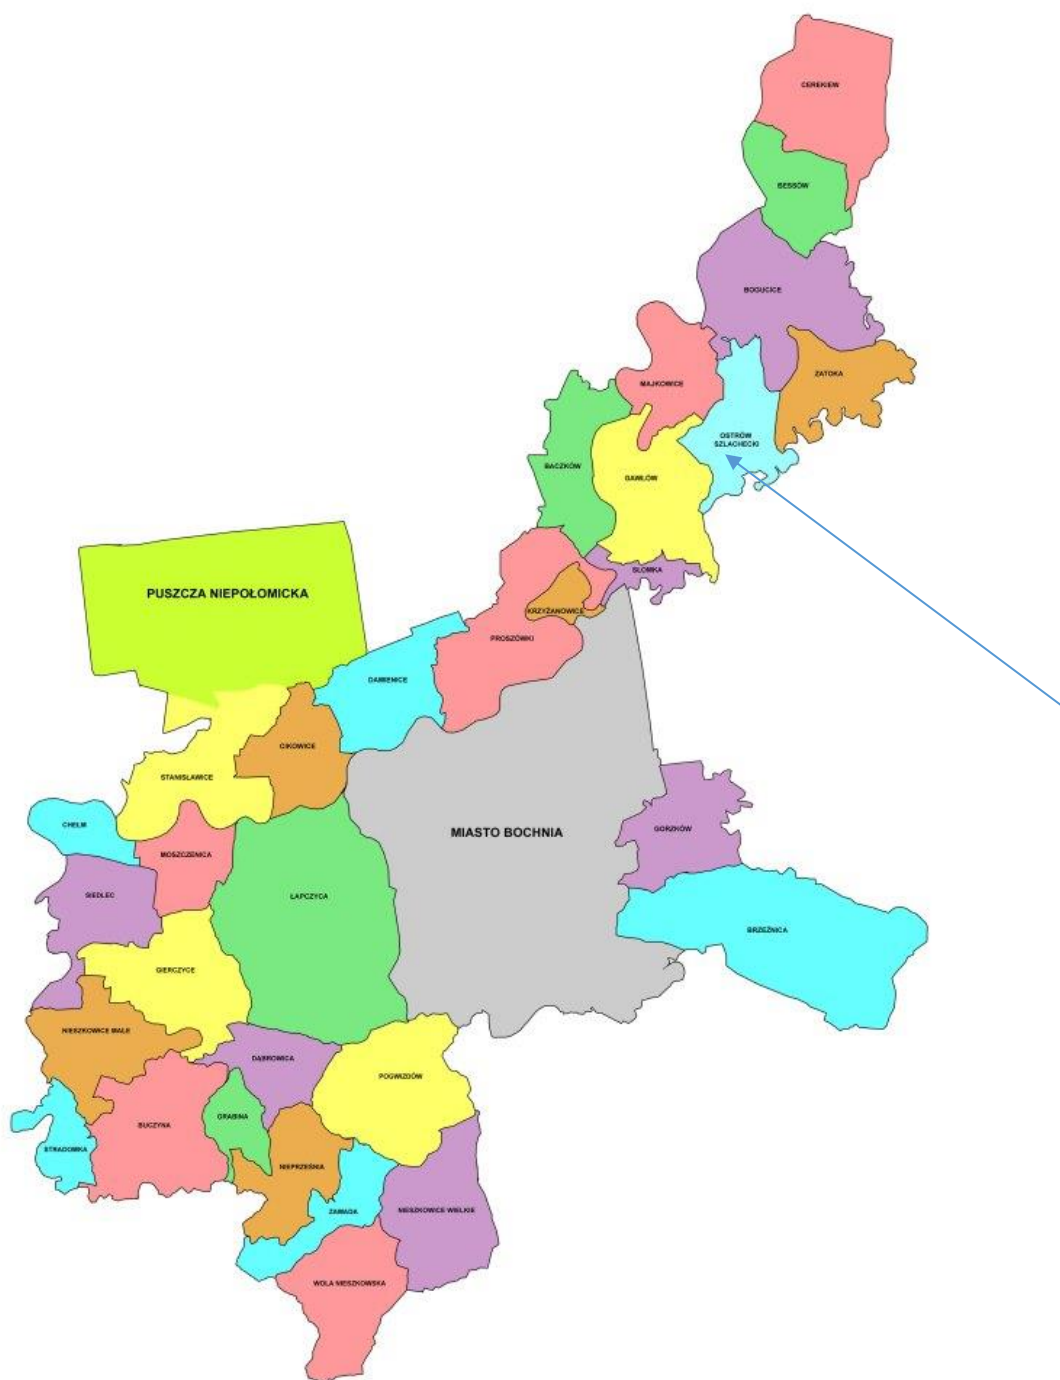 CEREKIEW
BESSÓW
BOGUCICE
ZATOKA
MAJKOWICE
OSTRÓW
SZLACHECKI
BACZKÓW
GAWŁÓW
SŁOMKA
PUSZCZA NIEPOŁOMICKA
KRZYŻANOWICE
PROSZÓWKI
DAMIENICE
CIKOWICE
STANISŁAWICE
CHEŁM
MIASTO BOCHNIA
GORZKÓW
MOSZCZENICA
SIEDLEC
ŁAPCZYCA
BRZEŹNICA
GIERCZYCE
NIESZKOWICE MAŁE
DĄBROWICA
POGWIZDÓW
GRABINA
BUCZYNA
STRADOMKA
NIEPRZEŚNIA
ZAWADA
NIESZKOWICE WIELKIE
WOLA NIESZKOWSKA